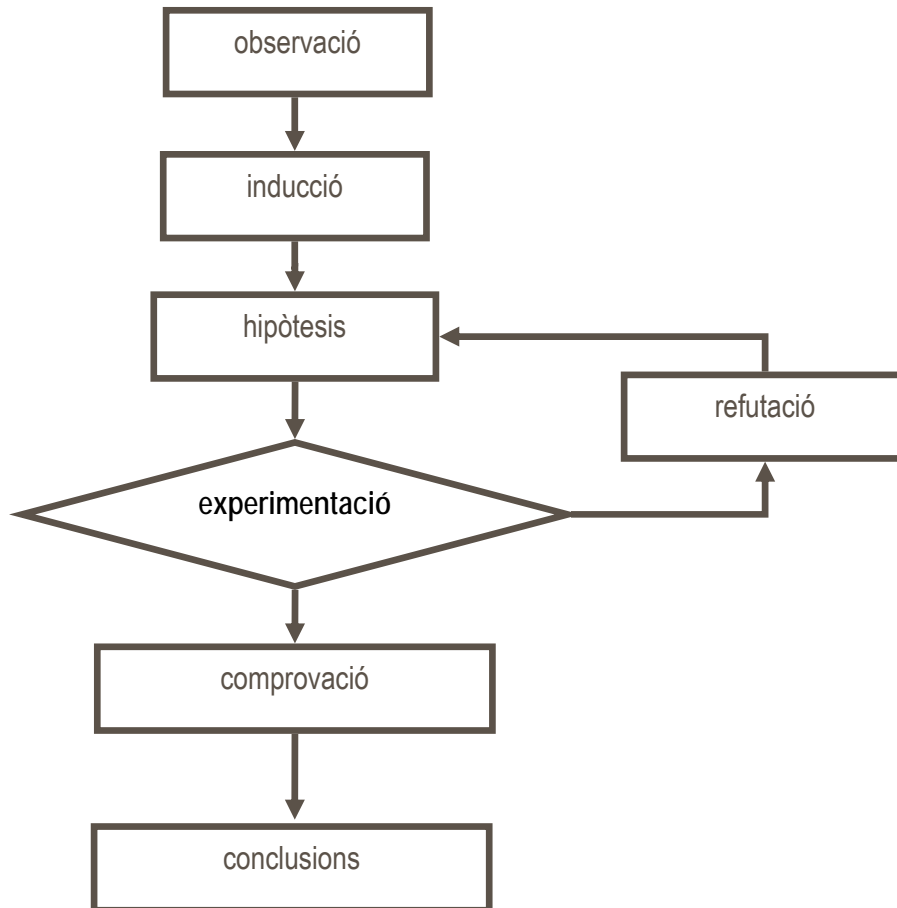 observació
inducció
hipòtesis
refutació
experimentació
comprovació
conclusions